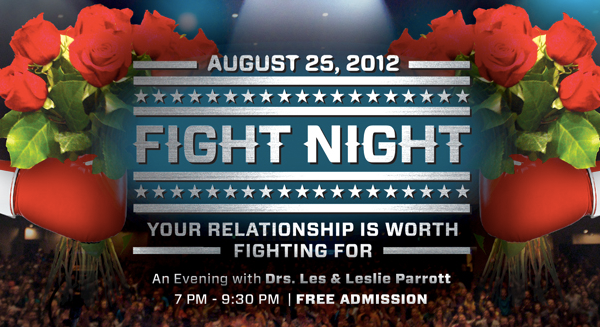 AUGUST 25, 2012
FIGHT NIGHT
YOUR RELATIONSHIP IS WORTH
FIGHTING FOR
An Evening with Drs. Les & Leslie Parrott
7 PM - 9:30 PM | FREE ADMISSION